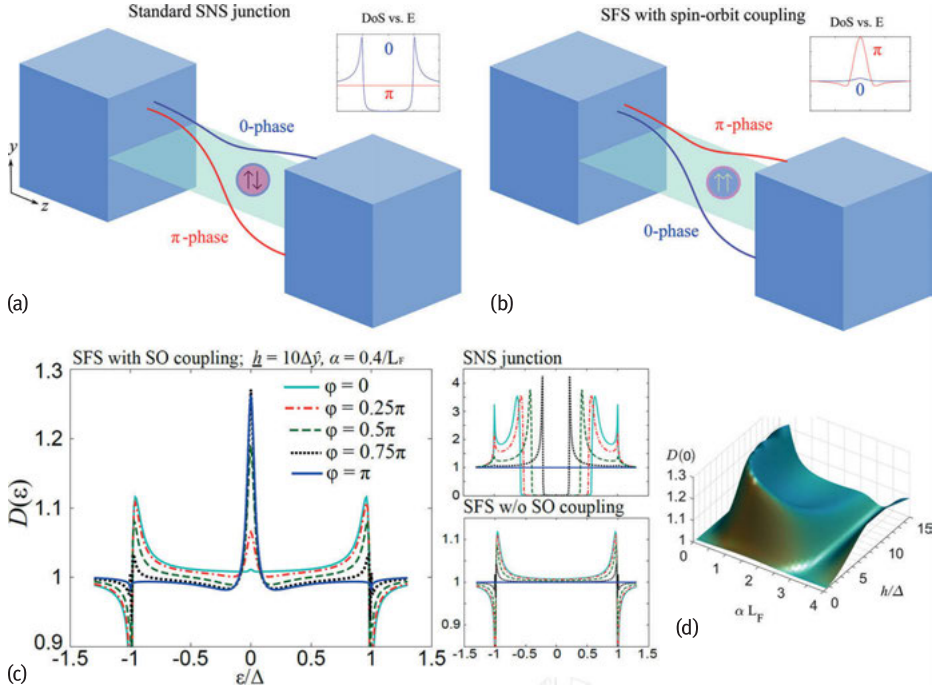 Standard SNS junction
DoS vs. E
0
π
0-phase
π-phase
y
z
(a)
SFS with spin-orbit coupling
DoS vs. E
π
0
π-phase
0-phase
(b)
SFS with SO coupling; h = 10Δŷ, α = 0.4/L_F
1.3
1.2
1.1
1
0.9
D(ε)
φ = 0
φ = 0.25π
φ = 0.5π
φ = 0.75π
φ = π
-1.5 -1 -0.5 0 0.5 1 1.5
ε/Δ
(c)
SNS junction
4
3
2
1
0
SFS w/o SO coupling
1.1
1
0.9
-1.5 -1 -0.5 0 0.5 1 1.5
D(0)
1.3
1.2
1.1
1
0 1 2 3 4
α L_F
0 5 10 15
h/Δ
(d)